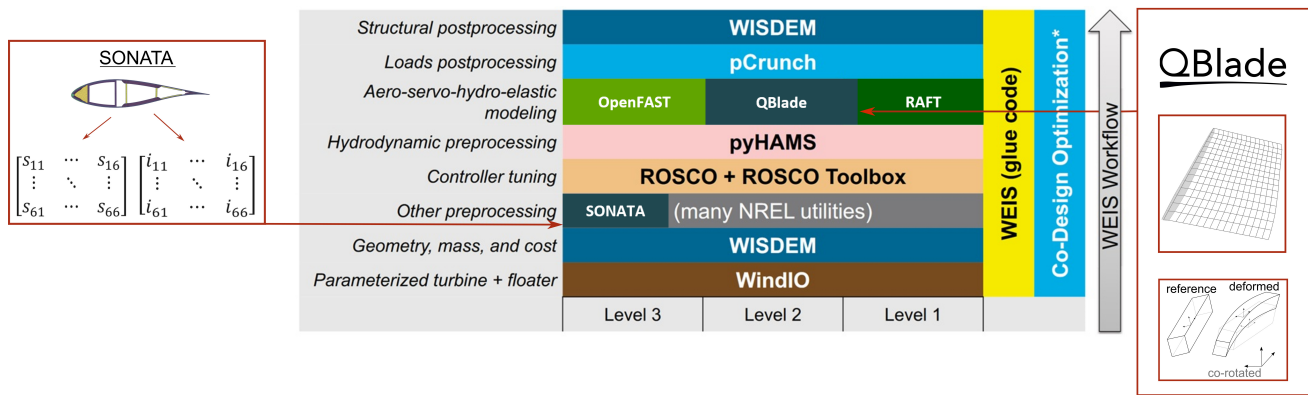 SONATA
s11 ⋯ s16
⋮ ⋱ ⋮
s61 ⋯ s66
i11 ⋯ i16
⋮ ⋱ ⋮
i61 ⋯ i66
Structural postprocessing
WISDEM
Loads postprocessing
pCrunch
Aero-servo-hydro-elastic
modeling
OpenFAST
QBlade
RAFT
Hydrodynamic preprocessing
pyHAMS
Controller tuning
ROSCO + ROSCO Toolbox
Other preprocessing
SONATA
(many NREL utilities)
Geometry, mass, and cost
WISDEM
Parameterized turbine + floater
WindIO
Level 3
Level 2
Level 1
WEIS (glue code)
Co-Design Optimization*
WEIS Workflow
QBlade
reference
deformed
co-rotated